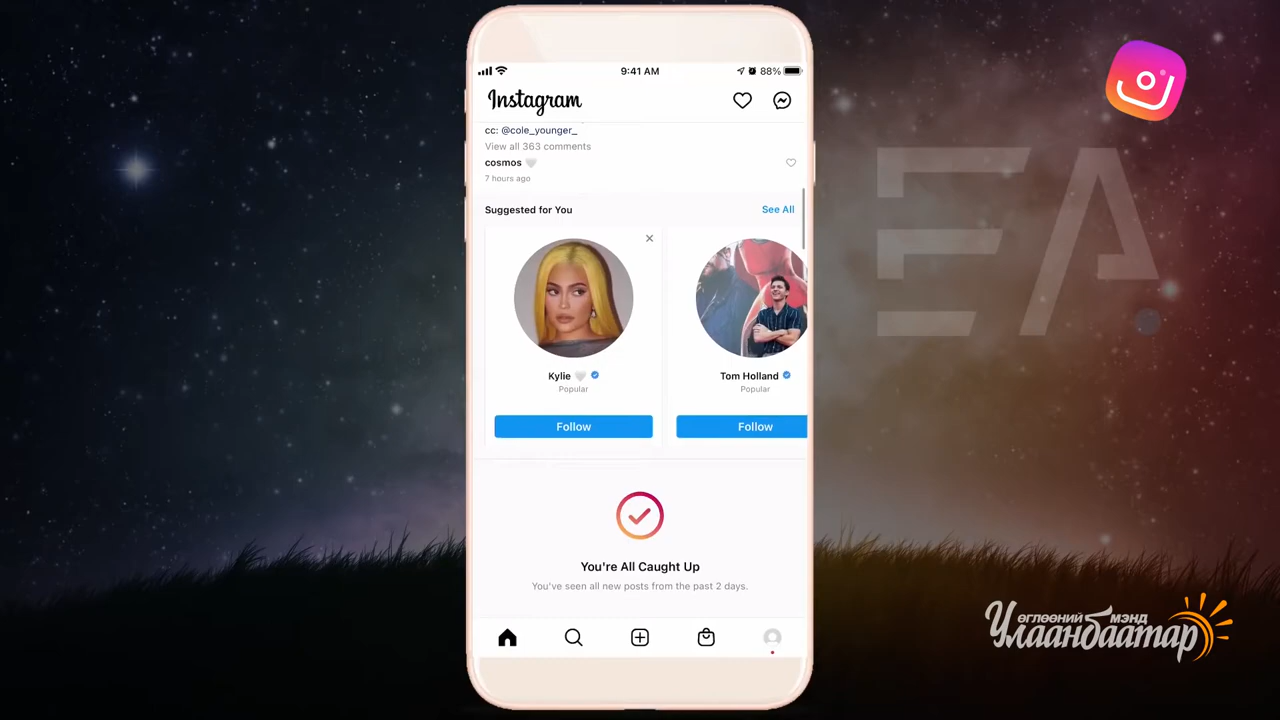 9:41 AM
88%
Instagram
cc: @cole_younger_
View all 363 comments
cosmos 🤍
7 hours ago
Suggested for You
See All
Kylie 🤍
Popular
Follow
Tom Holland
Popular
Follow
You're All Caught Up
You've seen all new posts from the past 2 days.
EA
ӨГЛӨӨНИЙ МЭНД
Улаанбаатар